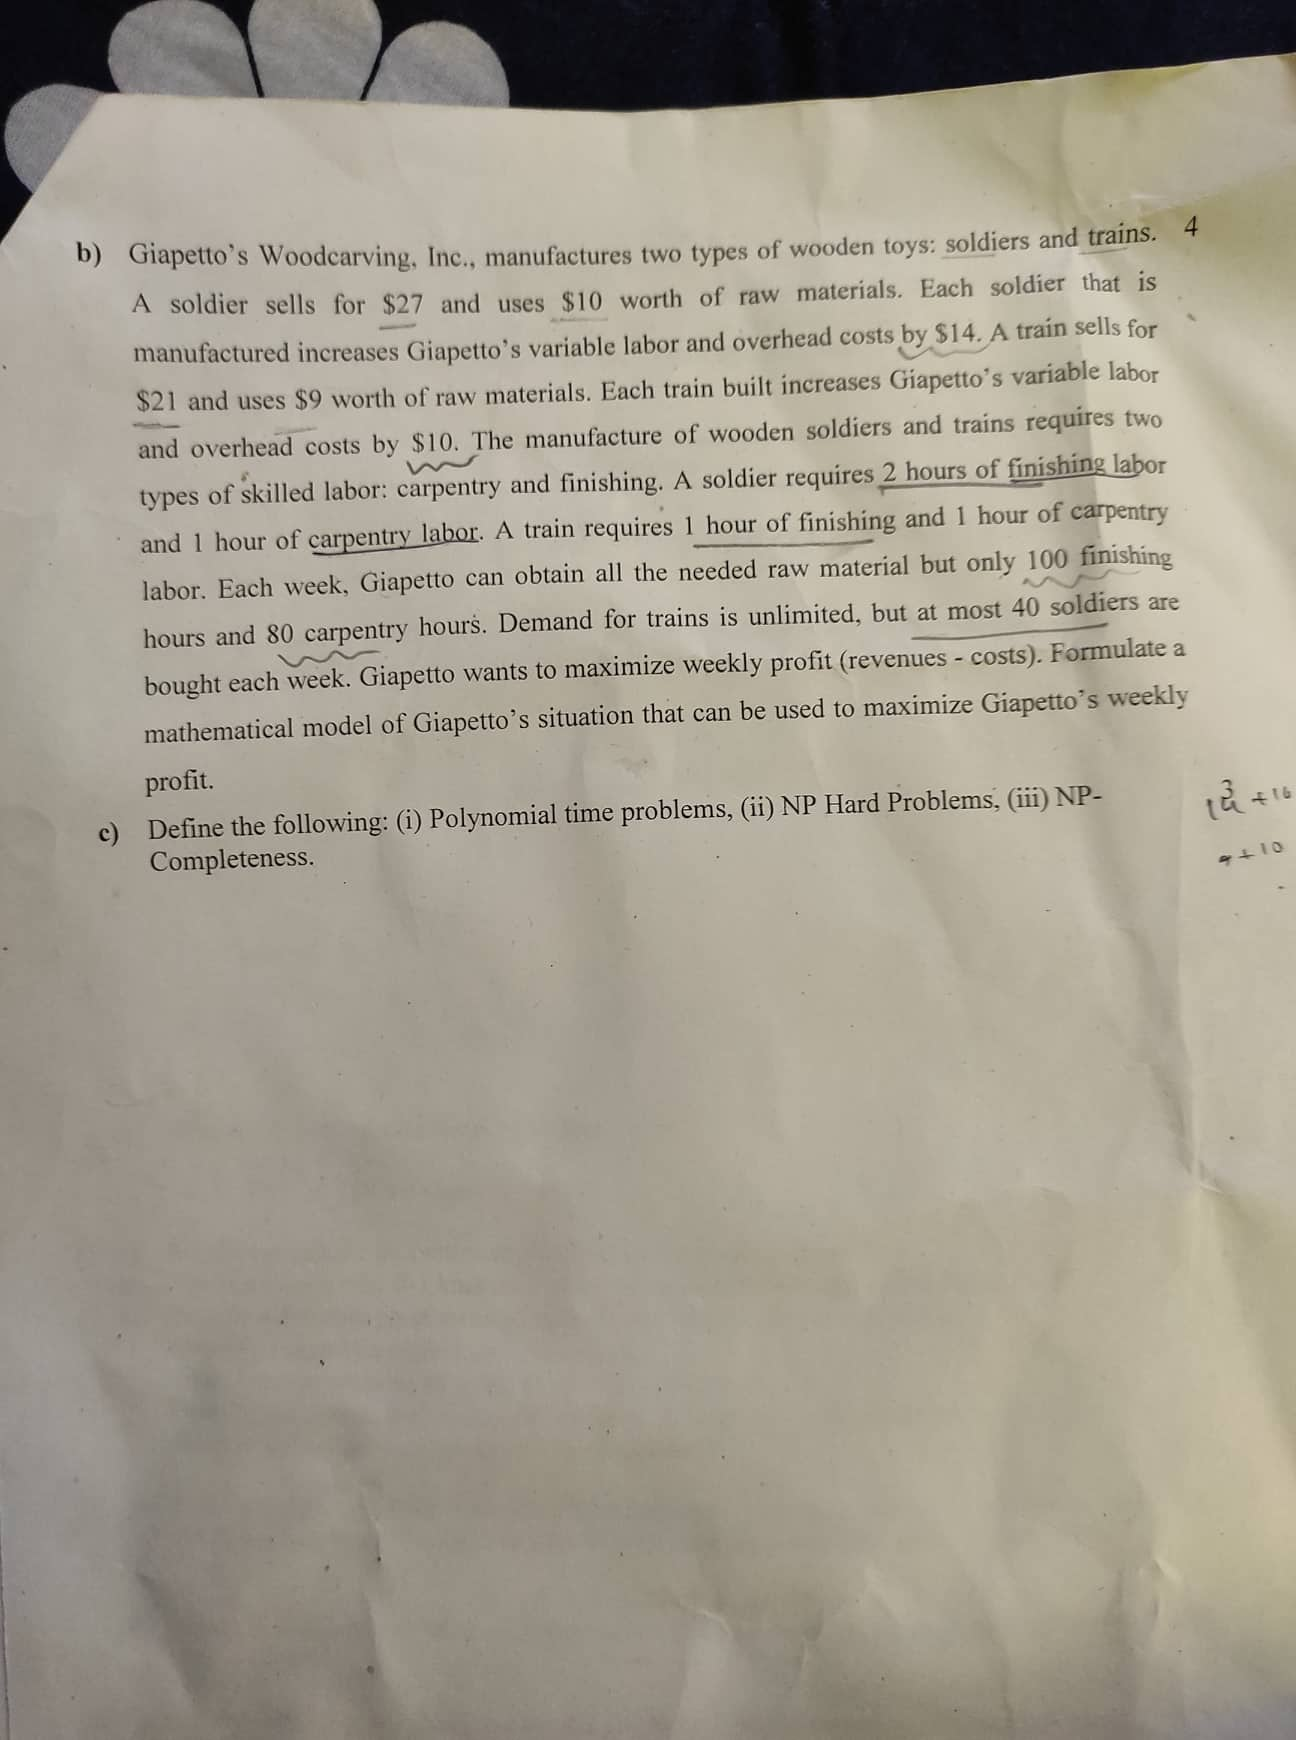 b) Giapetto's Woodcarving, Inc., manufactures two types of wooden toys: soldiers and trains. 4
A soldier sells for $27 and uses $10 worth of raw materials. Each soldier that is
manufactured increases Giapetto's variable labor and overhead costs by $14. A train sells for
$21 and uses $9 worth of raw materials. Each train built increases Giapetto's variable labor
and overhead costs by $10. The manufacture of wooden soldiers and trains requires two
types of skilled labor: carpentry and finishing. A soldier requires 2 hours of finishing labor
and 1 hour of carpentry labor. A train requires 1 hour of finishing and 1 hour of carpentry
labor. Each week, Giapetto can obtain all the needed raw material but only 100 finishing
hours and 80 carpentry hours. Demand for trains is unlimited, but at most 40 soldiers are
bought each week. Giapetto wants to maximize weekly profit (revenues - costs). Formulate a
mathematical model of Giapetto's situation that can be used to maximize Giapetto's weekly
profit.
c) Define the following: (i) Polynomial time problems, (ii) NP Hard Problems, (iii) NP-
Completeness.
+10